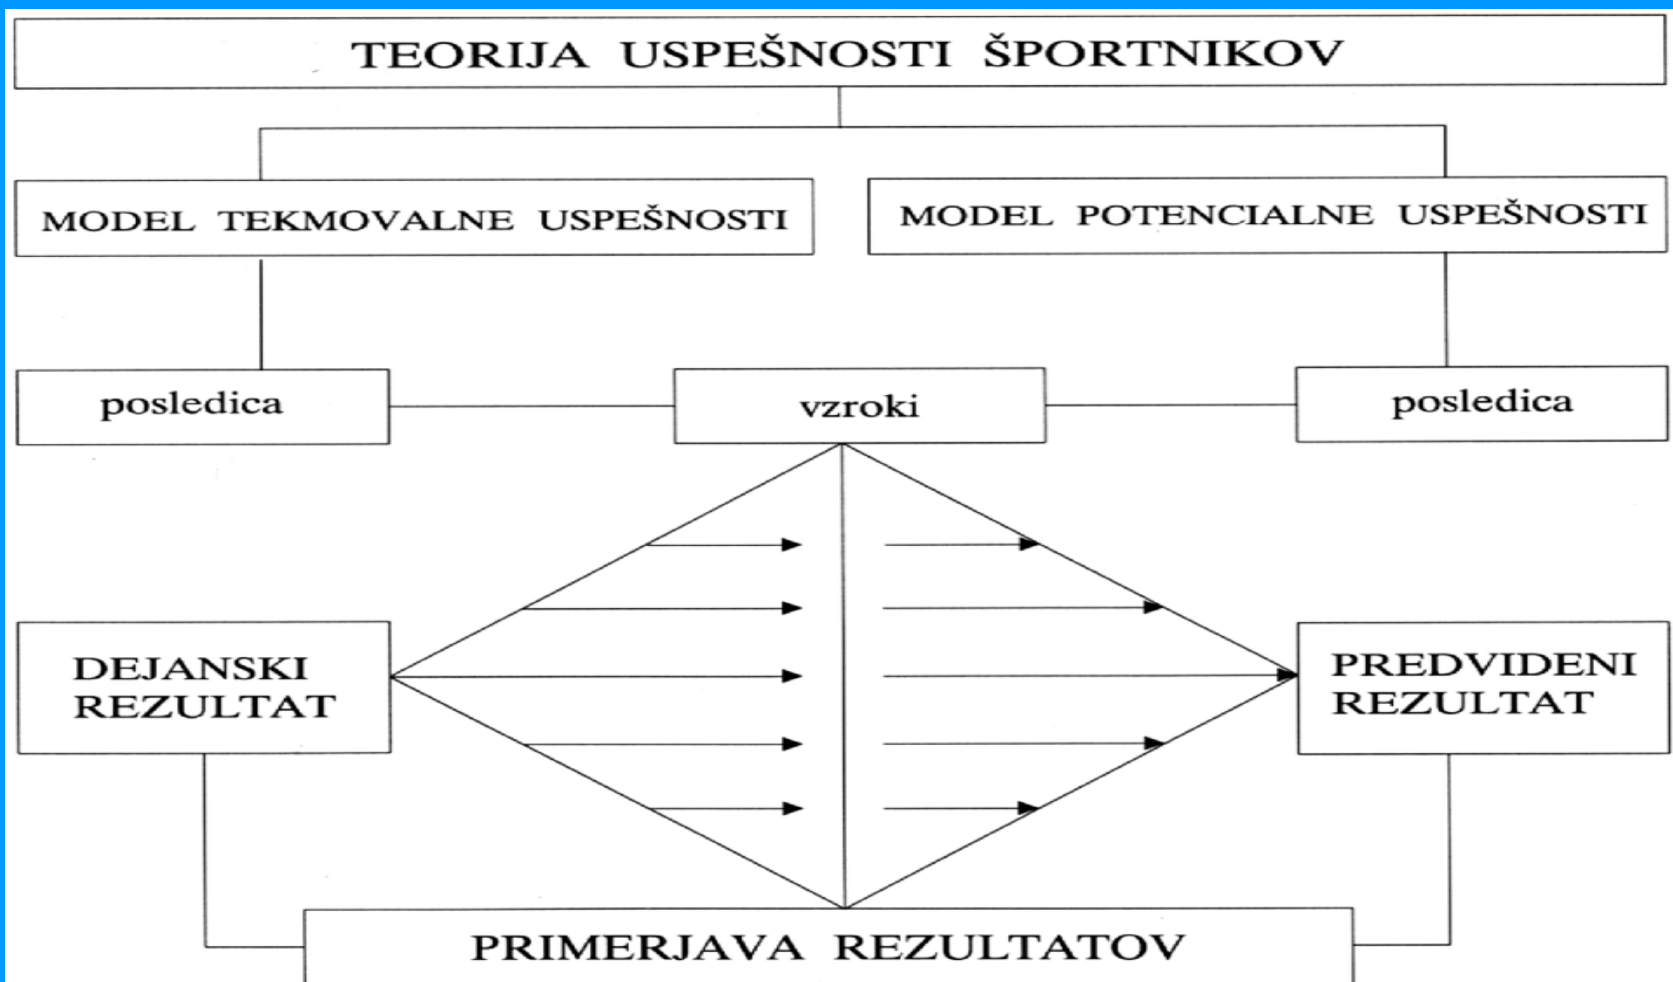 TEORIJA USPEŠNOSTI ŠPORTNIKOV
MODEL TEKMOVALNE USPEŠNOSTI
MODEL POTENCIALNE USPEŠNOSTI
posledica
vzroki
posledica
DEJANSKI
REZULTAT
PREDVIDENI
REZULTAT
PRIMERJAVA REZULTATOV